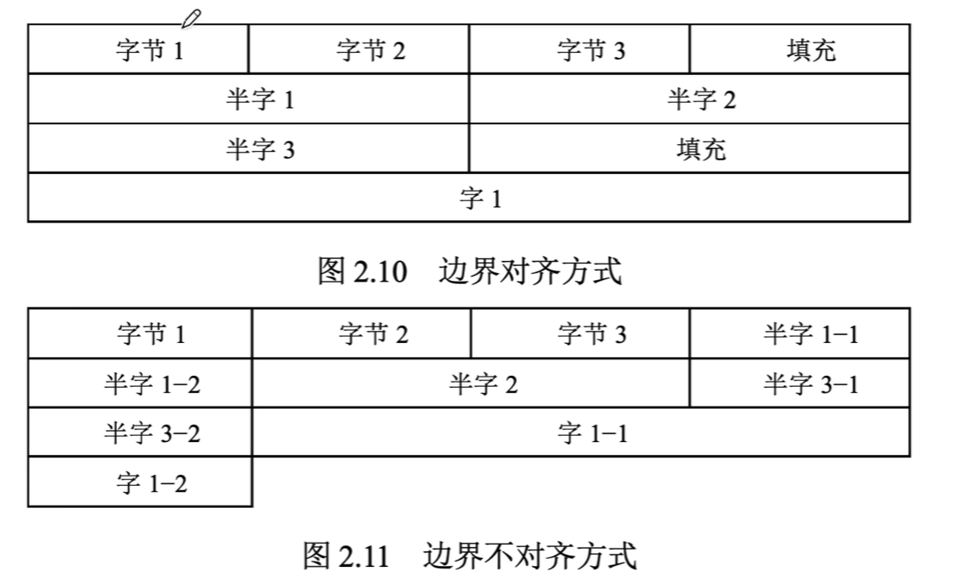 字节 1 字节 2 字节 3 填充
半字 1 半字 2
半字 3 填充
字 1
图 2.10 边界对齐方式
字节 1 字节 2 字节 3 半字 1−1
半字 1−2 半字 2 半字 3−1
半字 3−2 字 1−1
字 1−2
图 2.11 边界不对齐方式